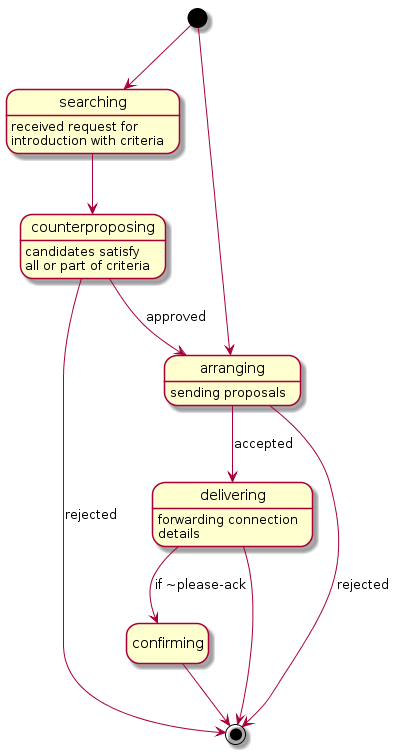 searching
received request for
introduction with criteria
counterproposing
candidates satisfy
all or part of criteria
approved
arranging
sending proposals
accepted
delivering
forwarding connection
details
rejected
if ~please-ack
rejected
confirming